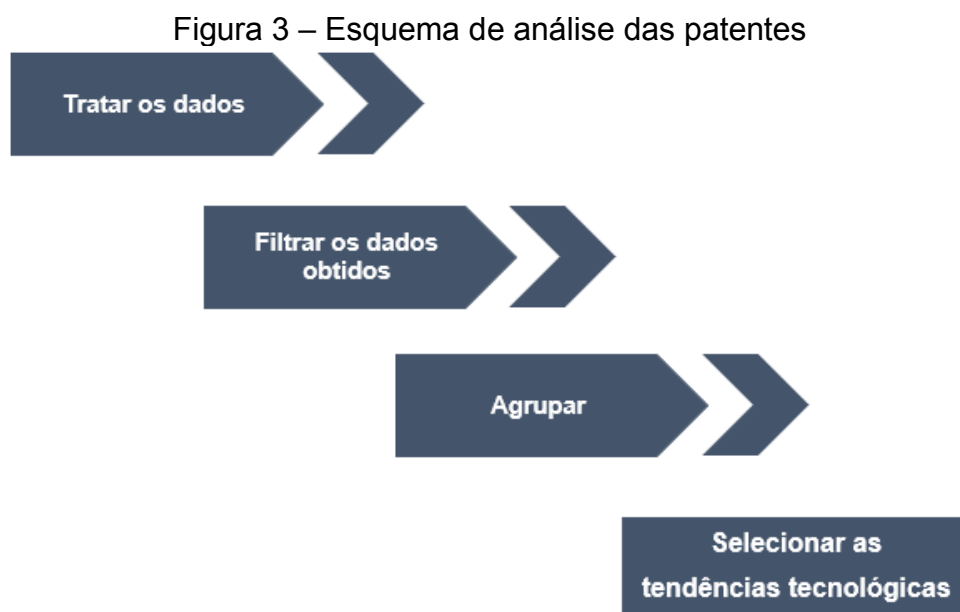 Figura 3 – Esquema de análise das patentes
Tratar os dados
Filtrar os dados
obtidos
Agrupar
Selecionar as
tendências tecnológicas